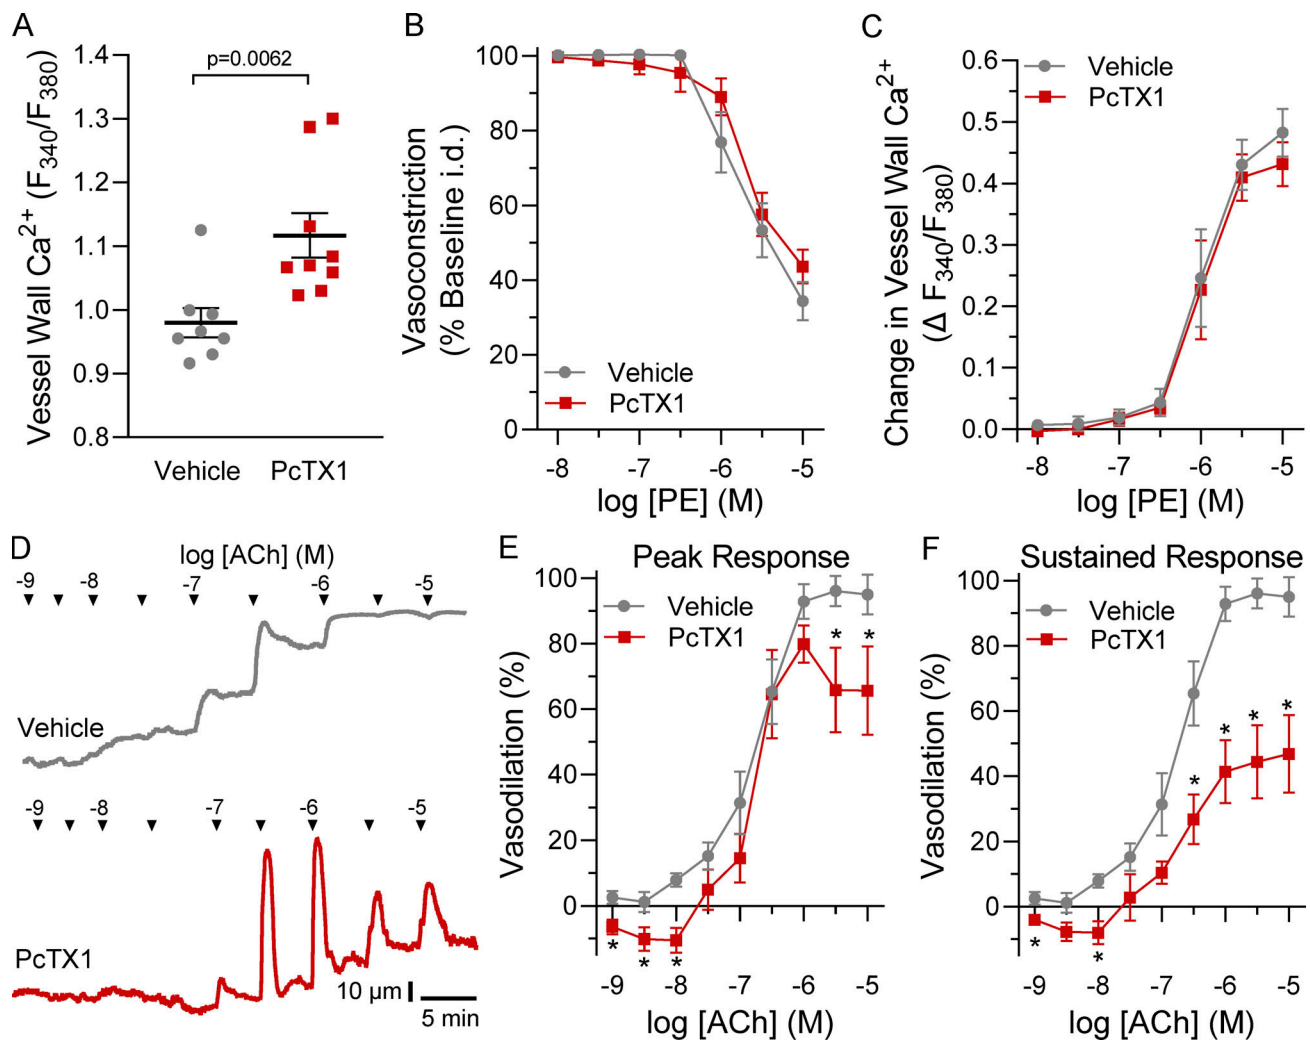 A
Vessel Wall Ca2+ (F340/F380)
1.4
1.3
1.2
1.1
1.0
0.9
0.8
p=0.0062
Vehicle PcTX1
B
Vasoconstriction
(% Baseline i.d.)
100
80
60
40
20
0
Vehicle
PcTX1
-8 -7 -6 -5
log [PE] (M)
C
Change in Vessel Wall Ca2+
(Δ F340/F380)
0.6
0.5
0.4
0.3
0.2
0.1
0.0
Vehicle
PcTX1
-8 -7 -6 -5
log [PE] (M)
D
log [ACh] (M)
-9 -8 -7 -6 -5
Vehicle
-9 -8 -7 -6 -5
PcTX1
10 µm
5 min
E
Peak Response
Vasodilation (%)
100
80
60
40
20
0
Vehicle
PcTX1
* *
* * *
-9 -8 -7 -6 -5
log [ACh] (M)
F
Sustained Response
Vasodilation (%)
100
80
60
40
20
0
Vehicle
PcTX1
* * * *
* *
-9 -8 -7 -6 -5
log [ACh] (M)